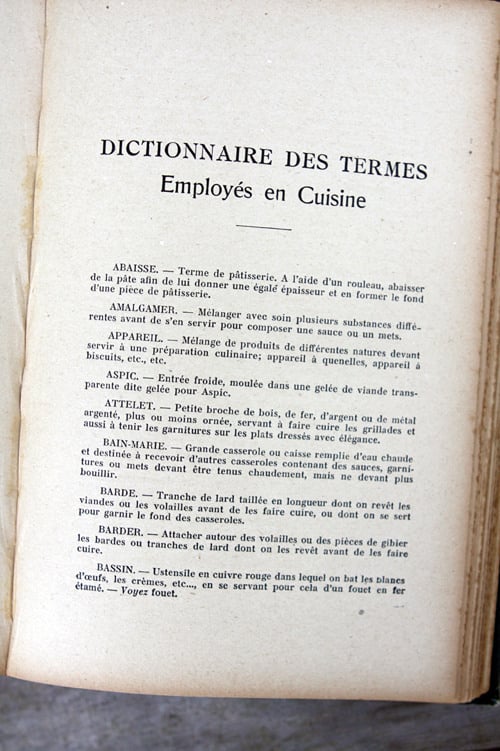 DICTIONNAIRE DES TERMES
Employés en Cuisine
ABAISSE. — Terme de pâtisserie. A l'aide d'un rouleau, abaisser
de la pâte afin de lui donner une égale épaisseur et en former le fond
d'une pièce de pâtisserie.
AMALGAMER. — Mélanger avec soin plusieurs substances diffé-
rentes avant de s'en servir pour composer une sauce ou un mets.
APPAREIL. — Mélange de produits de différentes natures devant
servir à une préparation culinaire; appareil à quenelles, appareil à
biscuits, etc., etc.
ASPIC. — Entrée froide, moulée dans une gelée de viande trans-
parente dite gelée pour Aspic.
ATTELET. — Petite broche de bois, de fer, d'argent ou de métal
argenté, plus ou moins ornée, servant à faire cuire les grillades et
aussi à tenir les garnitures sur les plats dressés avec élégance.
BAIN-MARIE. — Grande casserole ou caisse remplie d'eau chaude
et destinée à recevoir d'autres casseroles contenant des sauces, garni-
tures ou mets devant être tenus chaudement, mais ne devant plus
bouillir.
BARDE. — Tranche de lard taillée en longueur dont on revêt les
viandes ou les volailles avant de les faire cuire, ou dont on se sert
pour garnir le fond des casseroles.
BARDER. — Attacher autour des volailles ou des pièces de gibier
les bardes ou tranches de lard dont on les revêt avant de les faire
cuire.
BASSIN. — Ustensile en cuivre rouge dans lequel on bat les blancs
d'œufs, les crèmes, etc..., en se servant pour cela d'un fouet en fer
étamé. — Voyez fouet.